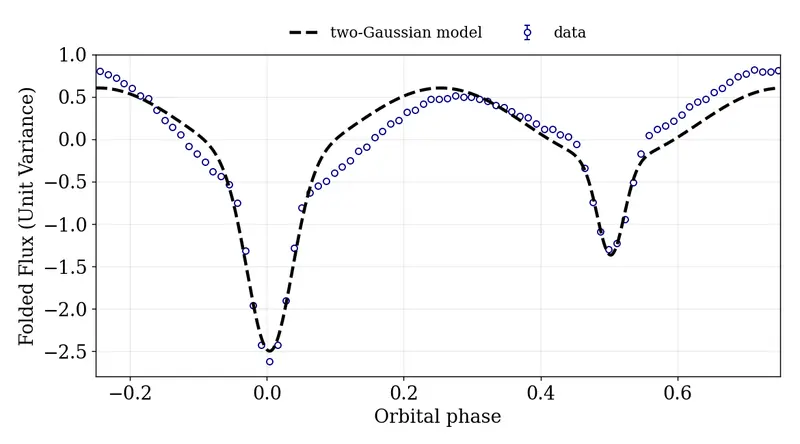 two-Gaussian model data
1.0
0.5
0.0
−0.5
−1.0
−1.5
−2.0
−2.5
Folded Flux (Unit Variance)
−0.2 0.0 0.2 0.4 0.6
Orbital phase